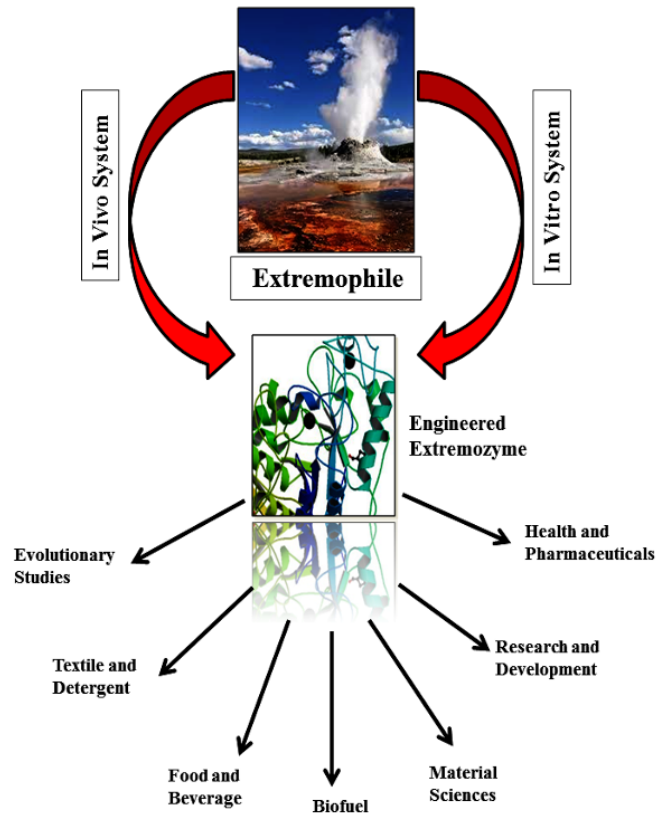 In Vivo System
In Vitro System
Extremophile
Engineered
Extremozyme
Evolutionary
Studies
Health and
Pharmaceuticals
Textile and
Detergent
Research and
Development
Food and
Beverage
Biofuel
Material
Sciences